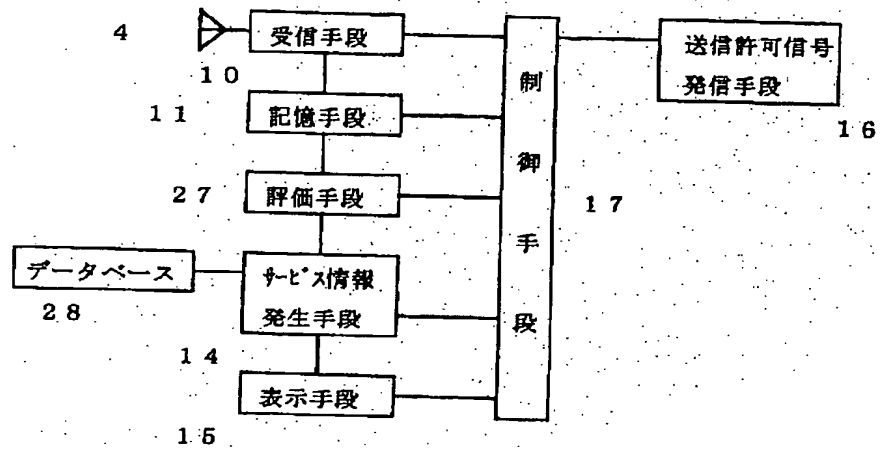 4
受信手段
送信許可信号
発信手段
10
制御手段
11
記憶手段
16
27
評価手段
17
データベース
サービス情報
発生手段
28
14
表示手段
15